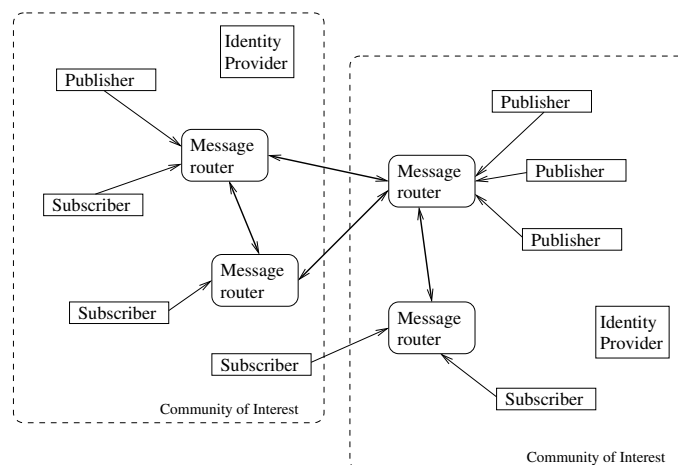 Identity
Provider
Publisher
Message
router
Subscriber
Message
router
Subscriber
Community of Interest
Publisher
Message
router
Publisher
Publisher
Message
router
Identity
Provider
Subscriber
Subscriber
Community of Interest